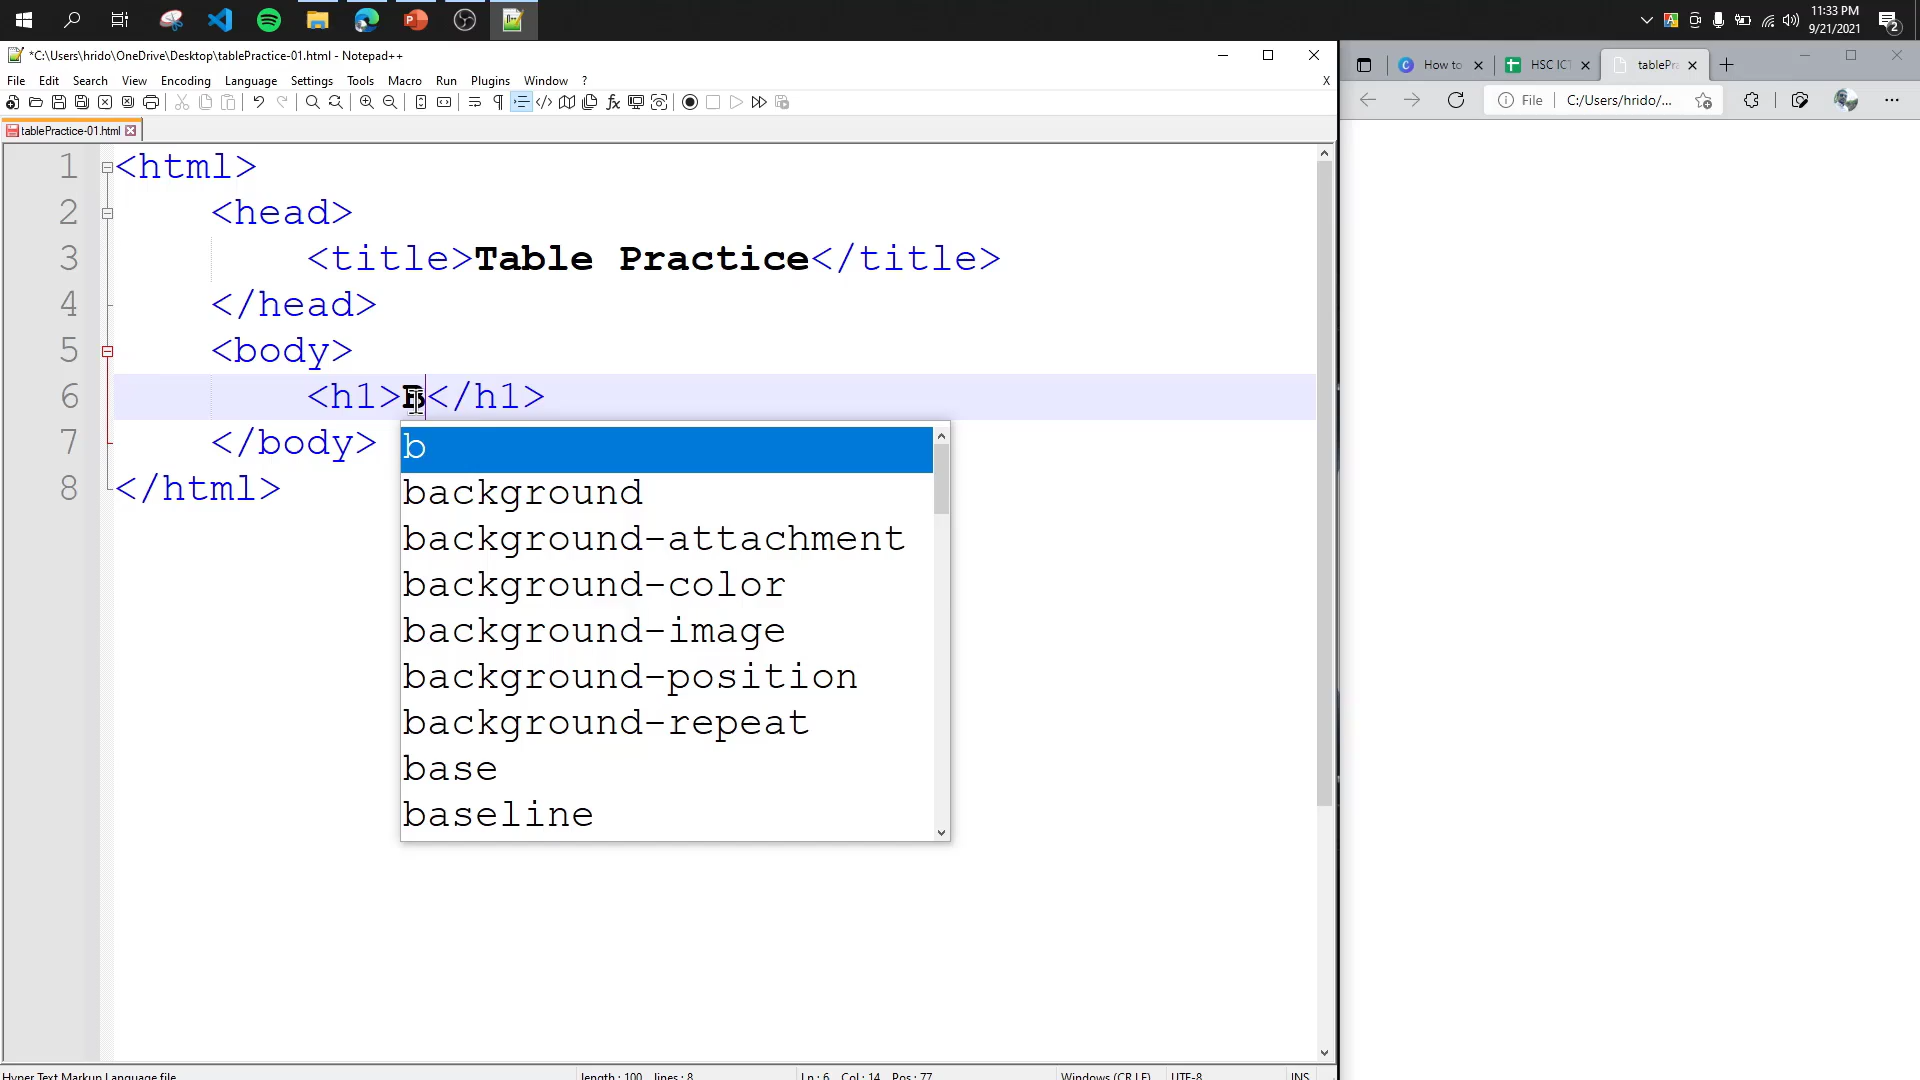 11:33 PM
9/21/2021
2
*C:\Users\hrido\OneDrive\Desktop\tablePractice-01.html - Notepad++
File Edit Search View Encoding Language Settings Tools Macro Run Plugins Window ? X
tablePractice-01.html
How to
HSC IC
tablePr
File C:/Users/hrido/...
1 <html>
2 <head>
3 <title>Table Practice</title>
4 </head>
5 <body>
6 <h1>B</h1>
7 </body>
8 </html>
b
background
background-attachment
background-color
background-image
background-position
background-repeat
base
baseline
Hyper Text Markup Language file length : 100 lines : 8 Ln : 6 Col : 14 Pos : 77 Windows (CR LF) UTF-8 INS